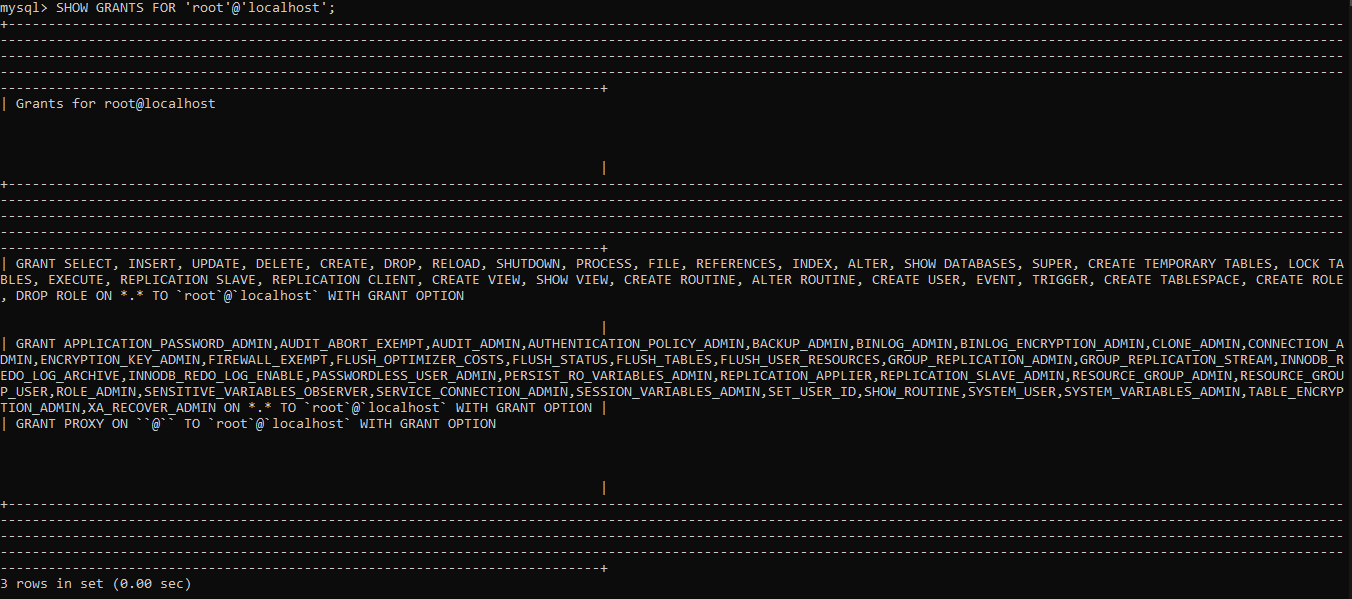 mysql> SHOW GRANTS FOR 'root'@'localhost';
+-----------------------------------------------------------------------------------------------------------------------------------------------------------------------
------------------------------------------------------------------------------------------------------------------------------------------------------------------------
------------------------------------------------------------------------------------------------------------------------------------------------------------------------
------------------------------------------------------------------------------------------------------------------------------------------------------------------------
---------------------------------------------------------------------------+
| Grants for root@localhost
|
+-----------------------------------------------------------------------------------------------------------------------------------------------------------------------
------------------------------------------------------------------------------------------------------------------------------------------------------------------------
------------------------------------------------------------------------------------------------------------------------------------------------------------------------
------------------------------------------------------------------------------------------------------------------------------------------------------------------------
---------------------------------------------------------------------------+
| GRANT SELECT, INSERT, UPDATE, DELETE, CREATE, DROP, RELOAD, SHUTDOWN, PROCESS, FILE, REFERENCES, INDEX, ALTER, SHOW DATABASES, SUPER, CREATE TEMPORARY TABLES, LOCK TA
BLES, EXECUTE, REPLICATION SLAVE, REPLICATION CLIENT, CREATE VIEW, SHOW VIEW, CREATE ROUTINE, ALTER ROUTINE, CREATE USER, EVENT, TRIGGER, CREATE TABLESPACE, CREATE ROLE
, DROP ROLE ON *.* TO `root`@`localhost` WITH GRANT OPTION
|
| GRANT APPLICATION_PASSWORD_ADMIN,AUDIT_ABORT_EXEMPT,AUDIT_ADMIN,AUTHENTICATION_POLICY_ADMIN,BACKUP_ADMIN,BINLOG_ADMIN,BINLOG_ENCRYPTION_ADMIN,CLONE_ADMIN,CONNECTION_A
DMIN,ENCRYPTION_KEY_ADMIN,FIREWALL_EXEMPT,FLUSH_OPTIMIZER_COSTS,FLUSH_STATUS,FLUSH_TABLES,FLUSH_USER_RESOURCES,GROUP_REPLICATION_ADMIN,GROUP_REPLICATION_STREAM,INNODB_R
EDO_LOG_ARCHIVE,INNODB_REDO_LOG_ENABLE,PASSWORDLESS_USER_ADMIN,PERSIST_RO_VARIABLES_ADMIN,REPLICATION_APPLIER,REPLICATION_SLAVE_ADMIN,RESOURCE_GROUP_ADMIN,RESOURCE_GROU
P_USER,ROLE_ADMIN,SENSITIVE_VARIABLES_OBSERVER,SERVICE_CONNECTION_ADMIN,SESSION_VARIABLES_ADMIN,SET_USER_ID,SHOW_ROUTINE,SYSTEM_USER,SYSTEM_VARIABLES_ADMIN,TABLE_ENCRYP
TION_ADMIN,XA_RECOVER_ADMIN ON *.* TO `root`@`localhost` WITH GRANT OPTION |
| GRANT PROXY ON ``@`` TO `root`@`localhost` WITH GRANT OPTION
|
+-----------------------------------------------------------------------------------------------------------------------------------------------------------------------
------------------------------------------------------------------------------------------------------------------------------------------------------------------------
------------------------------------------------------------------------------------------------------------------------------------------------------------------------
------------------------------------------------------------------------------------------------------------------------------------------------------------------------
---------------------------------------------------------------------------+
3 rows in set (0.00 sec)